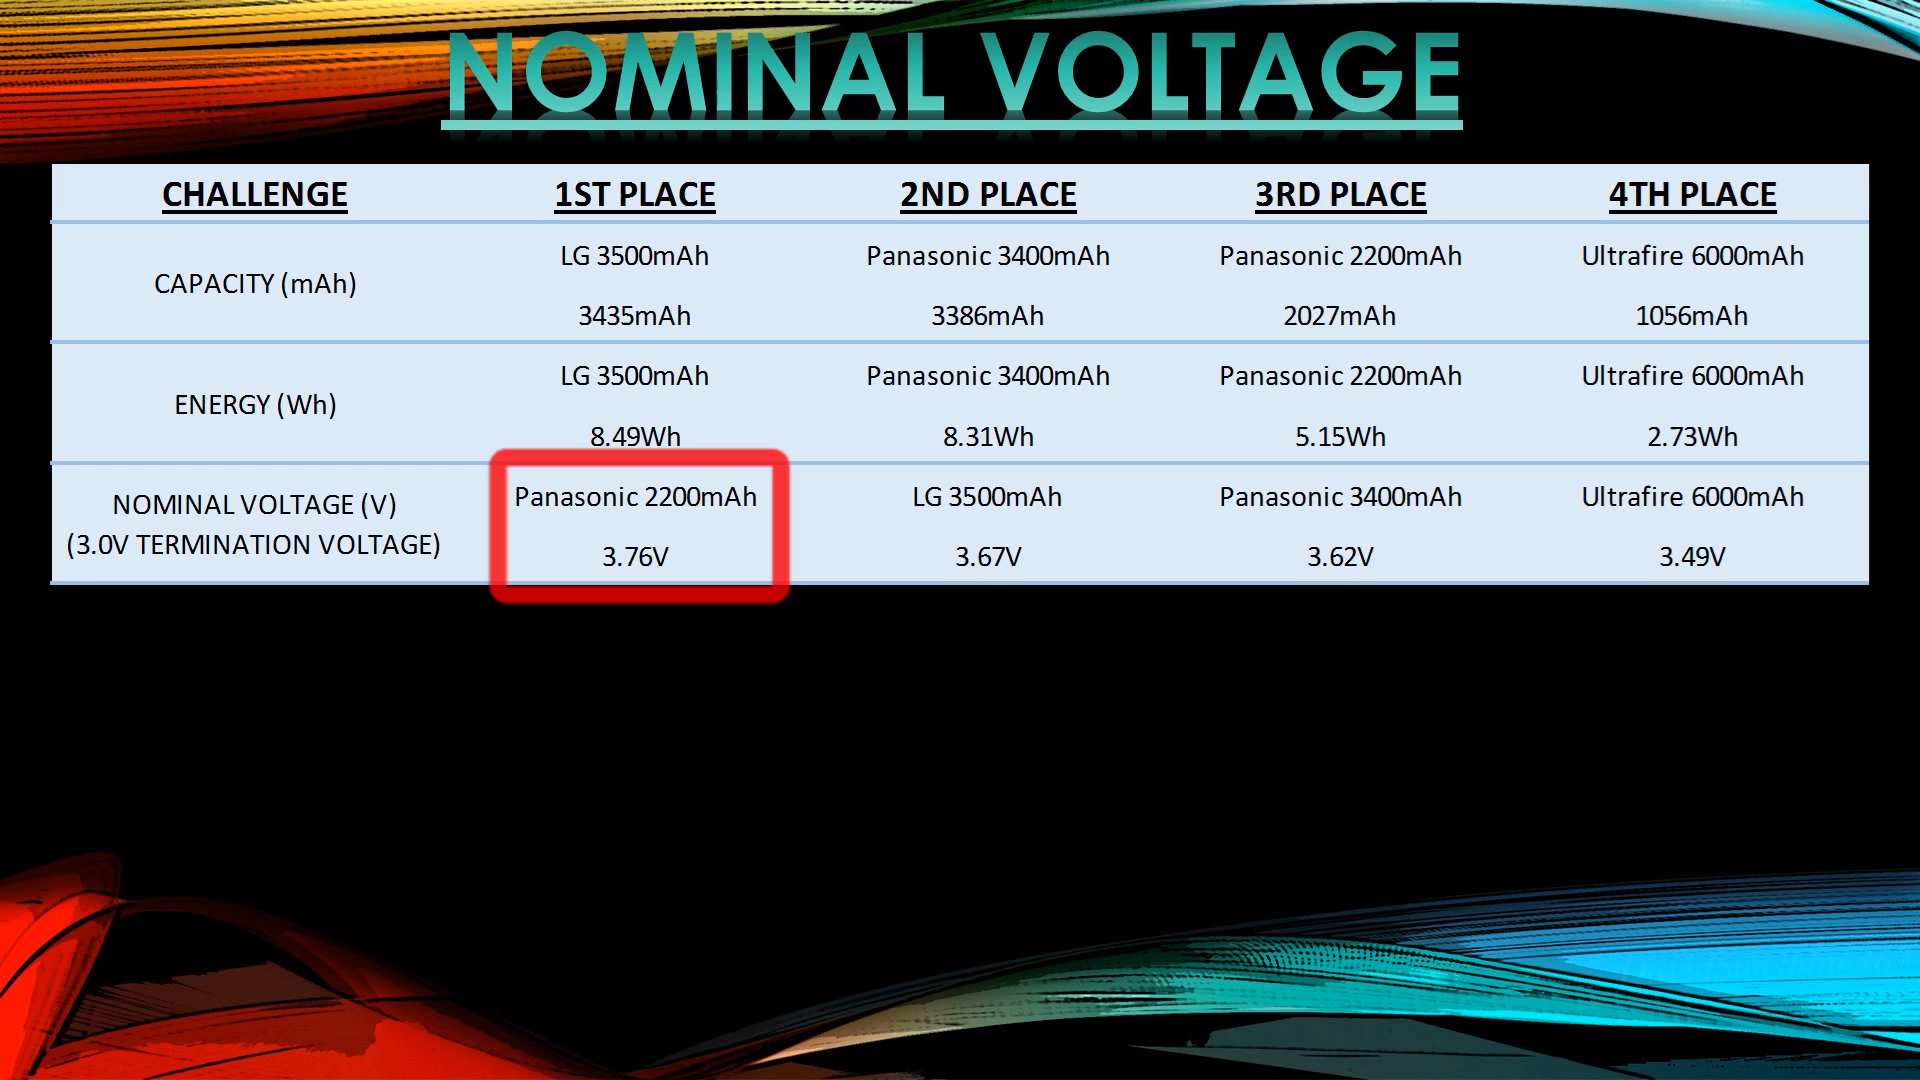 NOMINAL VOLTAGE
CHALLENGE 1ST PLACE 2ND PLACE 3RD PLACE 4TH PLACE
CAPACITY (mAh)
LG 3500mAh Panasonic 3400mAh Panasonic 2200mAh Ultrafire 6000mAh
3435mAh 3386mAh 2027mAh 1056mAh
ENERGY (Wh)
LG 3500mAh Panasonic 3400mAh Panasonic 2200mAh Ultrafire 6000mAh
8.49Wh 8.31Wh 5.15Wh 2.73Wh
NOMINAL VOLTAGE (V)
(3.0V TERMINATION VOLTAGE)
Panasonic 2200mAh LG 3500mAh Panasonic 3400mAh Ultrafire 6000mAh
3.76V 3.67V 3.62V 3.49V